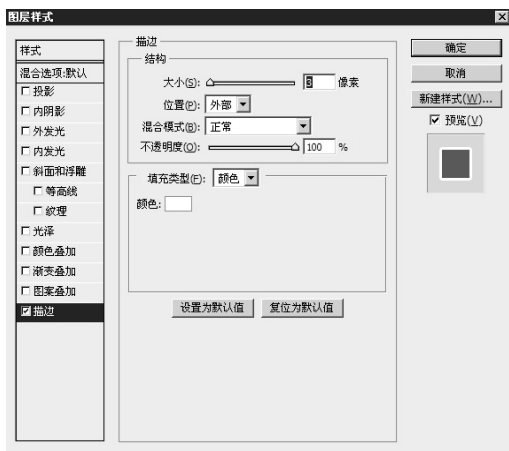 图层样式
样式
混合选项:默认
投影
内阴影
外发光
内发光
斜面和浮雕
等高线
纹理
光泽
颜色叠加
渐变叠加
图案叠加
描边
描边
结构
大小(S): 3 像素
位置(P): 外部
混合模式(B): 正常
不透明度(O): 100 %
填充类型(F): 颜色
颜色:
设置为默认值 复位为默认值
确定
取消
新建样式(W)...
预览(V)